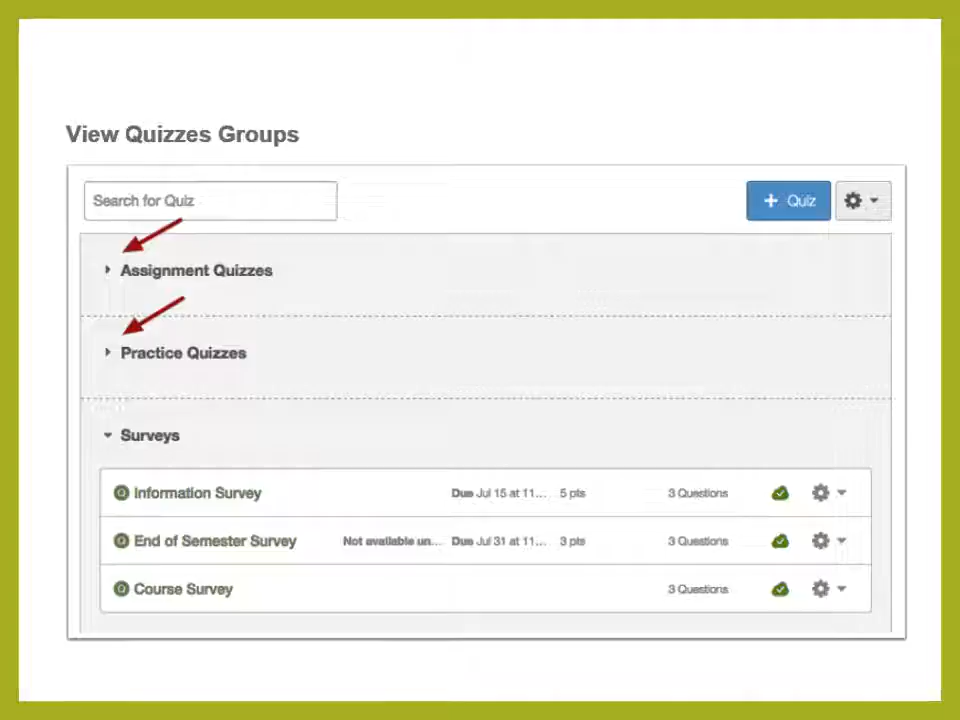 View Quizzes Groups
Search for Quiz
+ Quiz
Assignment Quizzes
Practice Quizzes
Surveys
Information Survey Due Jul 15 at 11... 5 pts 3 Questions
End of Semester Survey Not available un... Due Jul 31 at 11... 3 pts 3 Questions
Course Survey 3 Questions